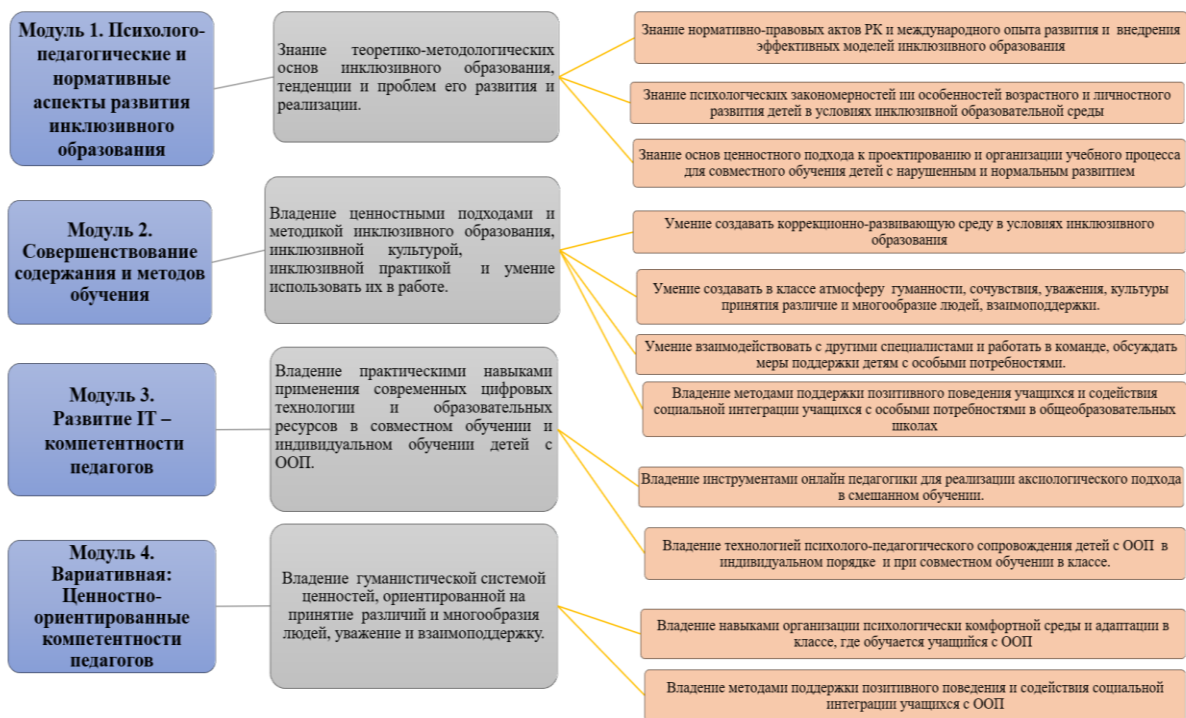 Модуль 1. Психолого-
педагогические и
нормативные
аспекты развития
инклюзивного
образования
Знание теоретико-методологических
основ инклюзивного образования,
тенденции и проблем его развития и
реализации.
Знание нормативно-правовых актов РК и международного опыта развития и внедрения
эффективных моделей инклюзивного образования
Знание психологческих закономерностей ии особенностей возрастного и личностного
развития детей в условиях инклюзивной образовательной среды
Знание основ ценностного подхода к проектированию и организации учебного процесса
для совместного обучения детей с нарушенным и нормальным развитием
Модуль 2.
Совершенствование
содержания и методов
обучения
Владение ценностными подходами и
методикой инклюзивного образования,
инклюзивной культурой,
инклюзивной практикой и умение
использовать их в работе.
Умение создавать коррекционно-развивающую среду в условиях инклюзивного
образования
Умение создавать в классе атмосферу гуманности, сочувствия, уважения, культуры
принятия различие и многообразие людей, взаимоподдержки.
Умение взаимодействовать с другими специалистами и работать в команде, обсуждать
меры поддержки детям с особыми потребностями.
Владение методами поддержки позитивного поведения учащихся и содействия
социальной интеграции учащихся с особыми потребностями в общеобразовательных
школах
Модуль 3.
Развитие IT –
компетентности
педагогов
Владение практическими навыками
применения современных цифровых
технологии и образовательных
ресурсов в совместном обучении и
индивидуальном обучении детей с
ООП.
Владение инструментами онлайн педагогики для реализации аксиологического подхода
в смешанном обучении.
Владение технологией психолого-педагогического сопровождения детей с ООП в
индивидуальном порядке и при совместном обучении в классе.
Модуль 4.
Вариативная:
Ценностно-
ориентированные
компетентности
педагогов
Владение гуманистической системой
ценностей, ориентированной на
принятие различий и многообразия
людей, уважение и взаимоподдержку.
Владение навыками организации психологически комфортной среды и адаптации в
классе, где обучается учащийся с ООП
Владение методами поддержки позитивного поведения и содействия социальной
интеграции учащихся с ООП